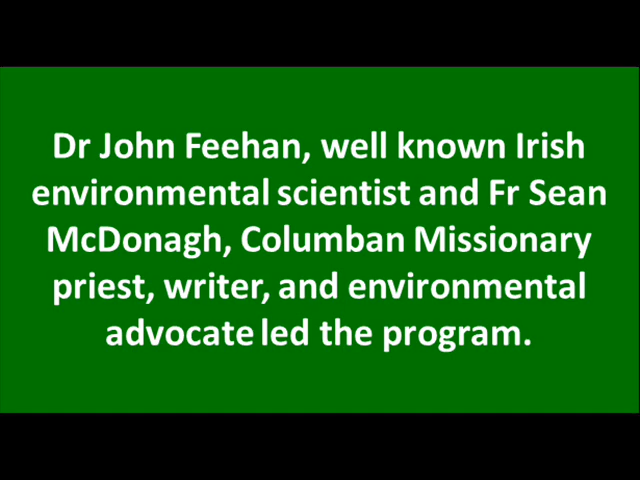 Dr John Feehan, well known Irish
environmental scientist and Fr Sean
McDonagh, Columban Missionary
priest, writer, and environmental
advocate led the program.